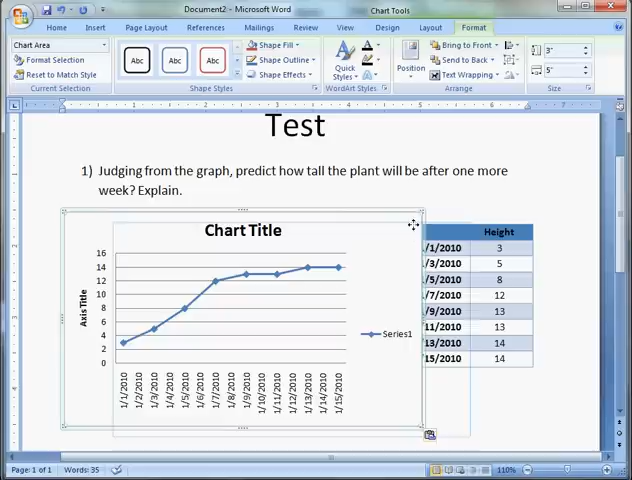 Document2 - Microsoft Word
Chart Tools
Home Insert Page Layout References Mailings Review View Design Layout Format
Chart Area
Format Selection
Reset to Match Style
Current Selection
Abc Abc Abc
Shape Fill
Shape Outline
Shape Effects
Shape Styles
Quick
Styles
WordArt Styles
Position
Bring to Front
Send to Back
Text Wrapping
Arrange
3"
5"
Size
Test
1) Judging from the graph, predict how tall the plant will be after one more
week? Explain.
Chart Title
Axis Title
16
14
12
10
8
6
4
2
0
1/1/2010 1/2/2010 1/3/2010 1/4/2010 1/5/2010 1/6/2010 1/7/2010 1/8/2010 1/9/2010 1/10/2010 1/11/2010 1/12/2010 1/13/2010 1/14/2010 1/15/2010
Series1
Height
/1/2010 3
/3/2010 5
/5/2010 8
/7/2010 12
/9/2010 13
11/2010 13
13/2010 14
15/2010 14
Page: 1 of 1 Words: 35 110%